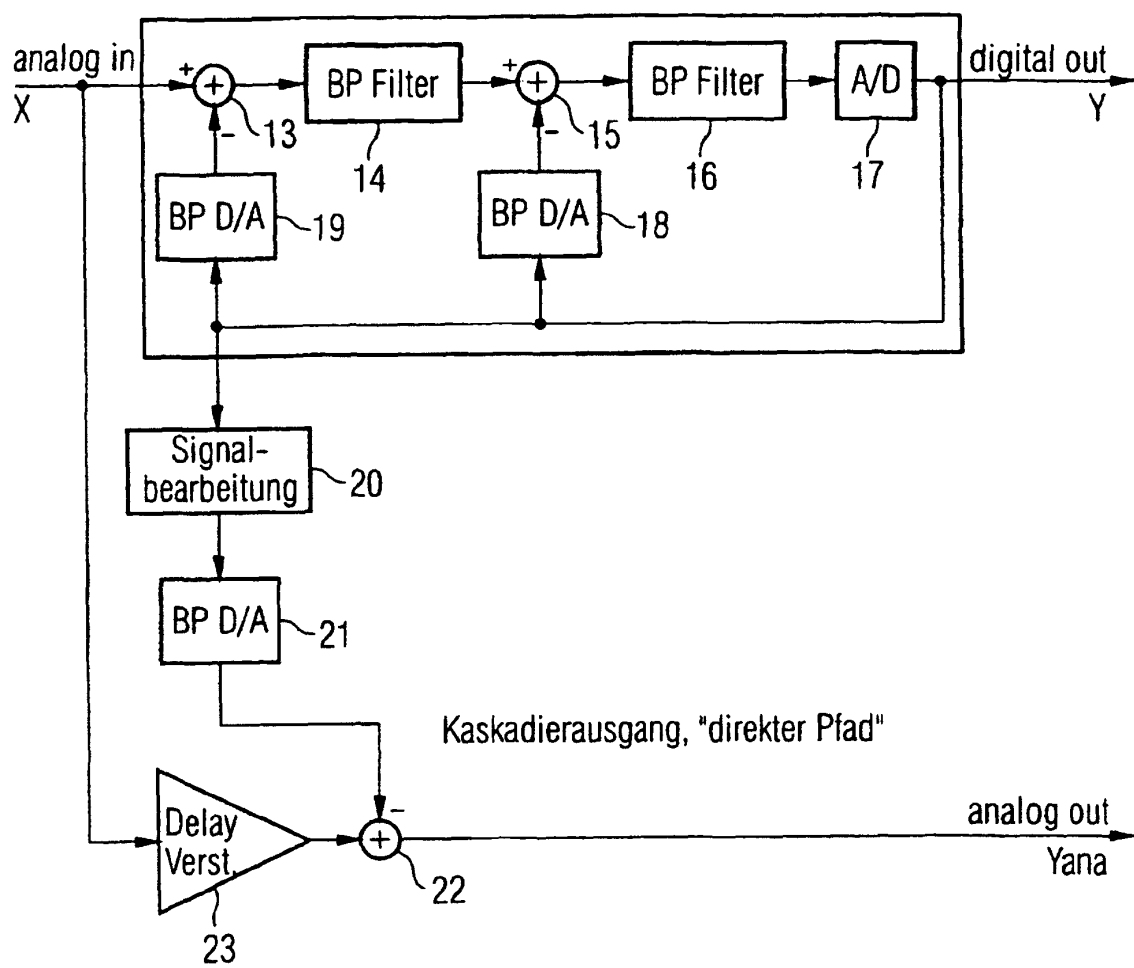 analog in
X
+
+
13
−
BP Filter
14
+
+
15
−
BP Filter
16
A/D
17
digital out
Y
BP D/A
19
BP D/A
18
Signal-
bearbeitung
20
BP D/A
21
Kaskadierausgang, "direkter Pfad"
Delay
Verst.
23
−
+
22
analog out
Yana